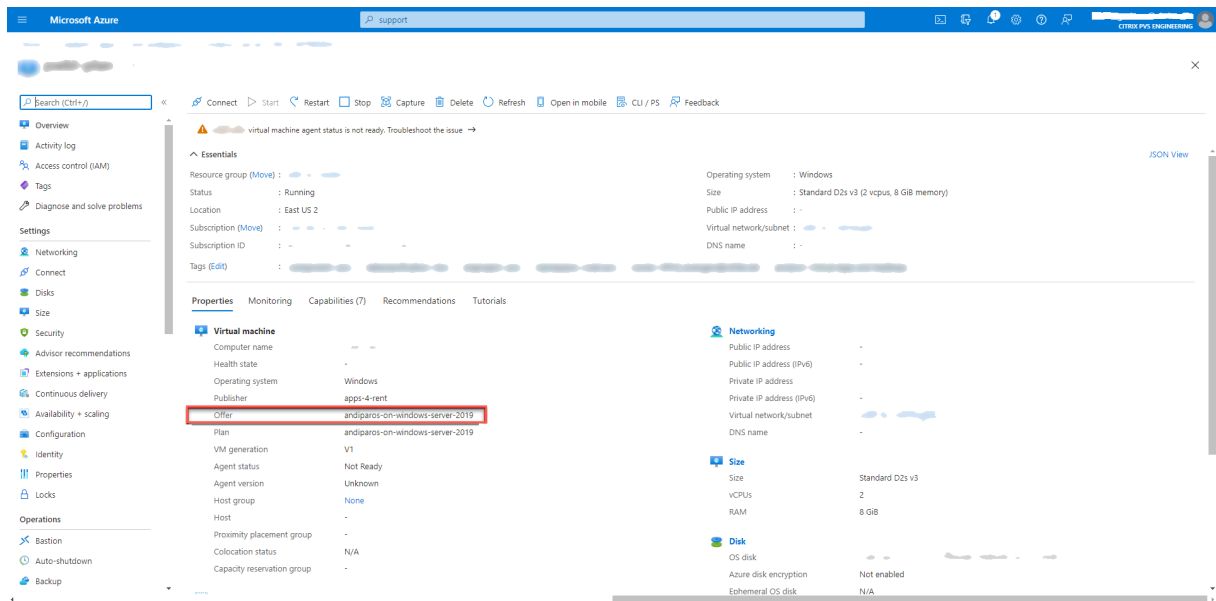 Microsoft Azure
support
1
CITRIX PVS ENGINEERING
Search (Ctrl+/)
«
Connect Start Restart Stop Capture Delete Refresh Open in mobile CLI / PS Feedback
Overview
Activity log
Access control (IAM)
Tags
Diagnose and solve problems
Settings
Networking
Connect
Disks
Size
Security
Advisor recommendations
Extensions + applications
Continuous delivery
Availability + scaling
Configuration
Identity
Properties
Locks
Operations
Bastion
Auto-shutdown
Backup
virtual machine agent status is not ready. Troubleshoot the issue →
Essentials
JSON View
Resource group (Move) :
Status : Running
Location : East US 2
Subscription (Move) :
Subscription ID :
Tags (Edit) :
Operating system : Windows
Size : Standard D2s v3 (2 vcpus, 8 GiB memory)
Public IP address : -
Virtual network/subnet :
DNS name : -
Properties Monitoring Capabilities (7) Recommendations Tutorials
Virtual machine
Computer name
Health state -
Operating system Windows
Publisher apps-4-rent
Offer andiparos-on-windows-server-2019
Plan andiparos-on-windows-server-2019
VM generation V1
Agent status Not Ready
Agent version Unknown
Host group None
Host -
Proximity placement group -
Colocation status N/A
Capacity reservation group -
Networking
Public IP address -
Public IP address (IPv6) -
Private IP address
Private IP address (IPv6) -
Virtual network/subnet
DNS name -
Size
Size Standard D2s v3
vCPUs 2
RAM 8 GiB
Disk
OS disk
Azure disk encryption Not enabled
Ephemeral OS disk N/A